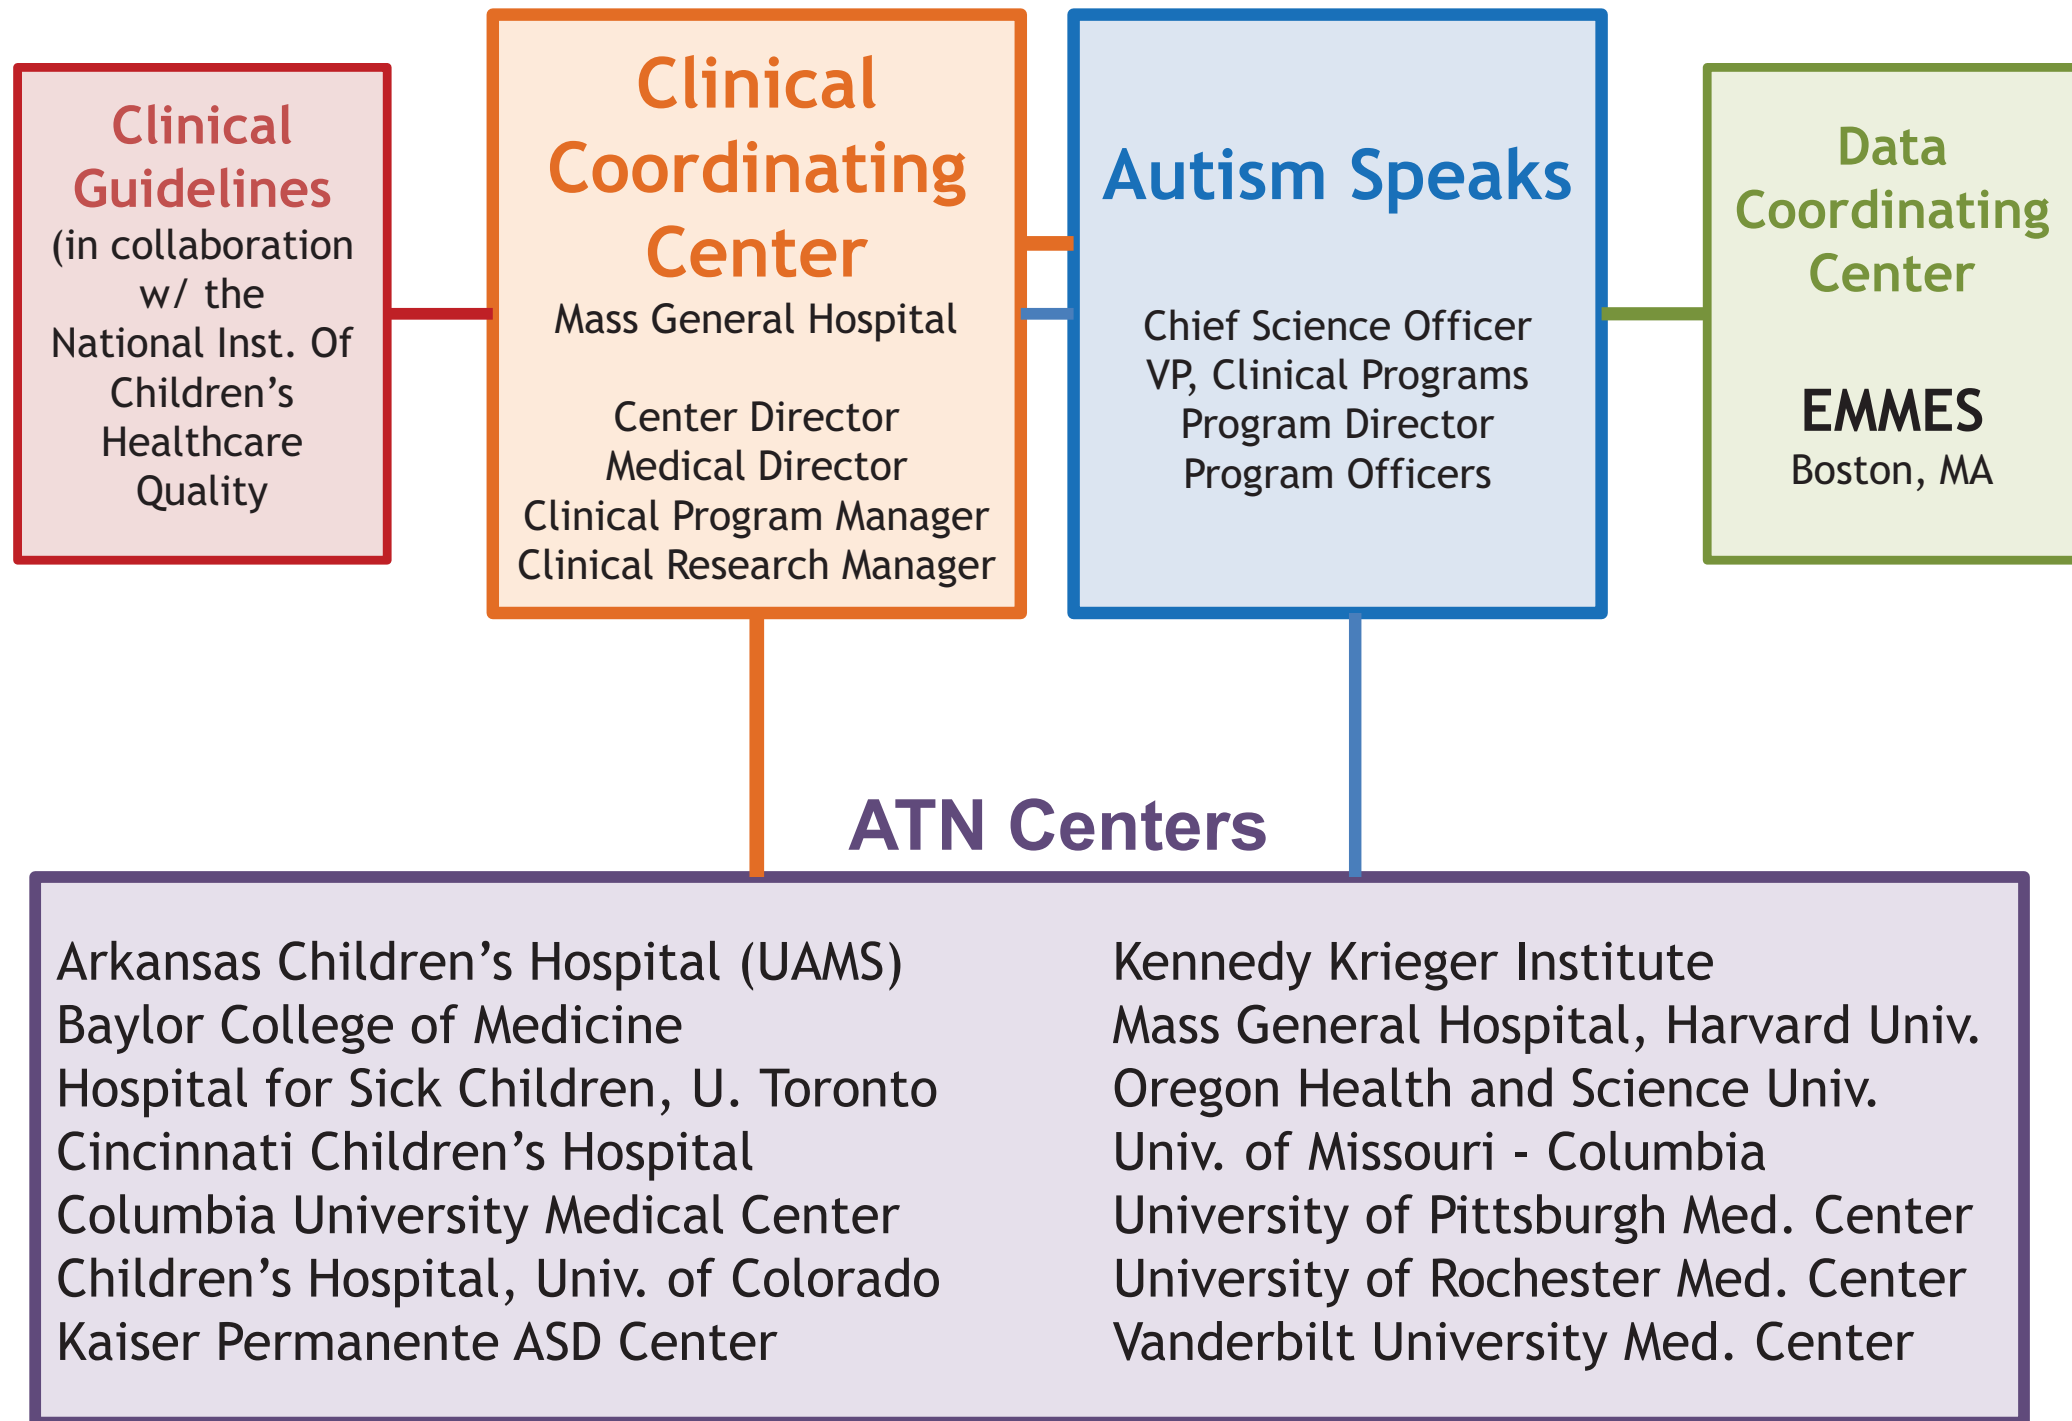 Clinical
Guidelines
(in collaboration
w/ the
National Inst. Of
Children’s
Healthcare
Quality
Clinical
Coordinating
Center
Mass General Hospital
Center Director
Medical Director
Clinical Program Manager
Clinical Research Manager
Autism Speaks
Chief Science Officer
VP, Clinical Programs
Program Director
Program Officers
Data
Coordinating
Center
EMMES
Boston, MA
ATN Centers
Arkansas Children’s Hospital (UAMS)
Baylor College of Medicine
Hospital for Sick Children, U. Toronto
Cincinnati Children’s Hospital
Columbia University Medical Center
Children’s Hospital, Univ. of Colorado
Kaiser Permanente ASD Center
Kennedy Krieger Institute
Mass General Hospital, Harvard Univ.
Oregon Health and Science Univ.
Univ. of Missouri - Columbia
University of Pittsburgh Med. Center
University of Rochester Med. Center
Vanderbilt University Med. Center